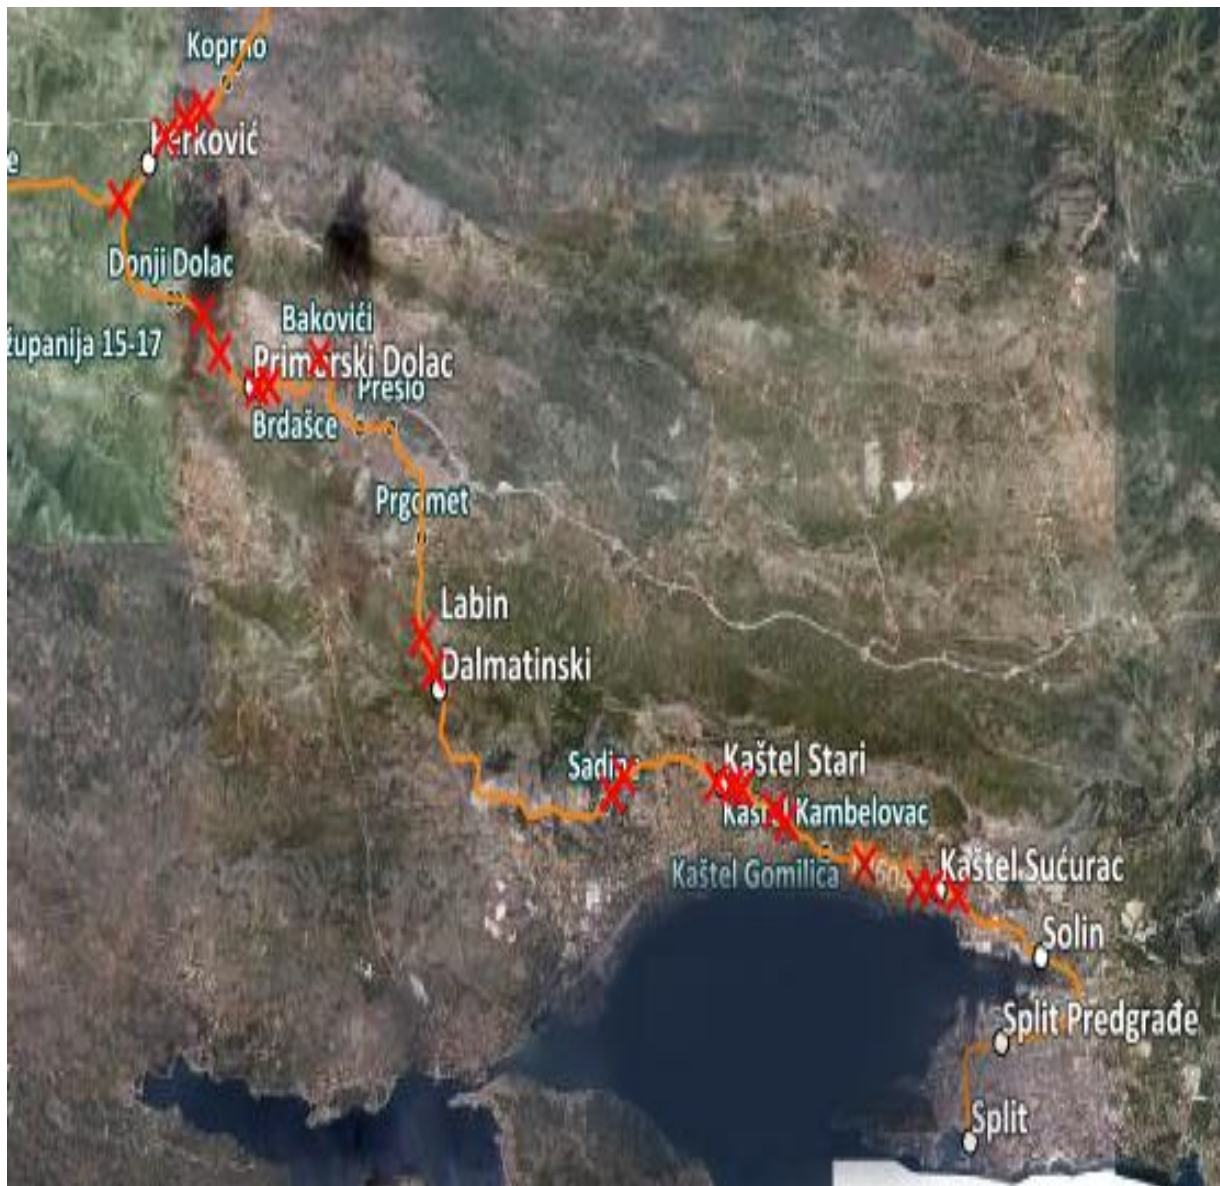 Koprno
Perković
e
Donji Dolac
županija 15-17
Bakovići
Primorski Dolac
Preslo
Brdašce
Prgomet
Labin
Dalmatinski
Sadine
Kaštel Stari
Kaštel Kambelovac
Kaštel Gomilica
Kaštel Sućurac
Solin
Split Predgrađe
Split